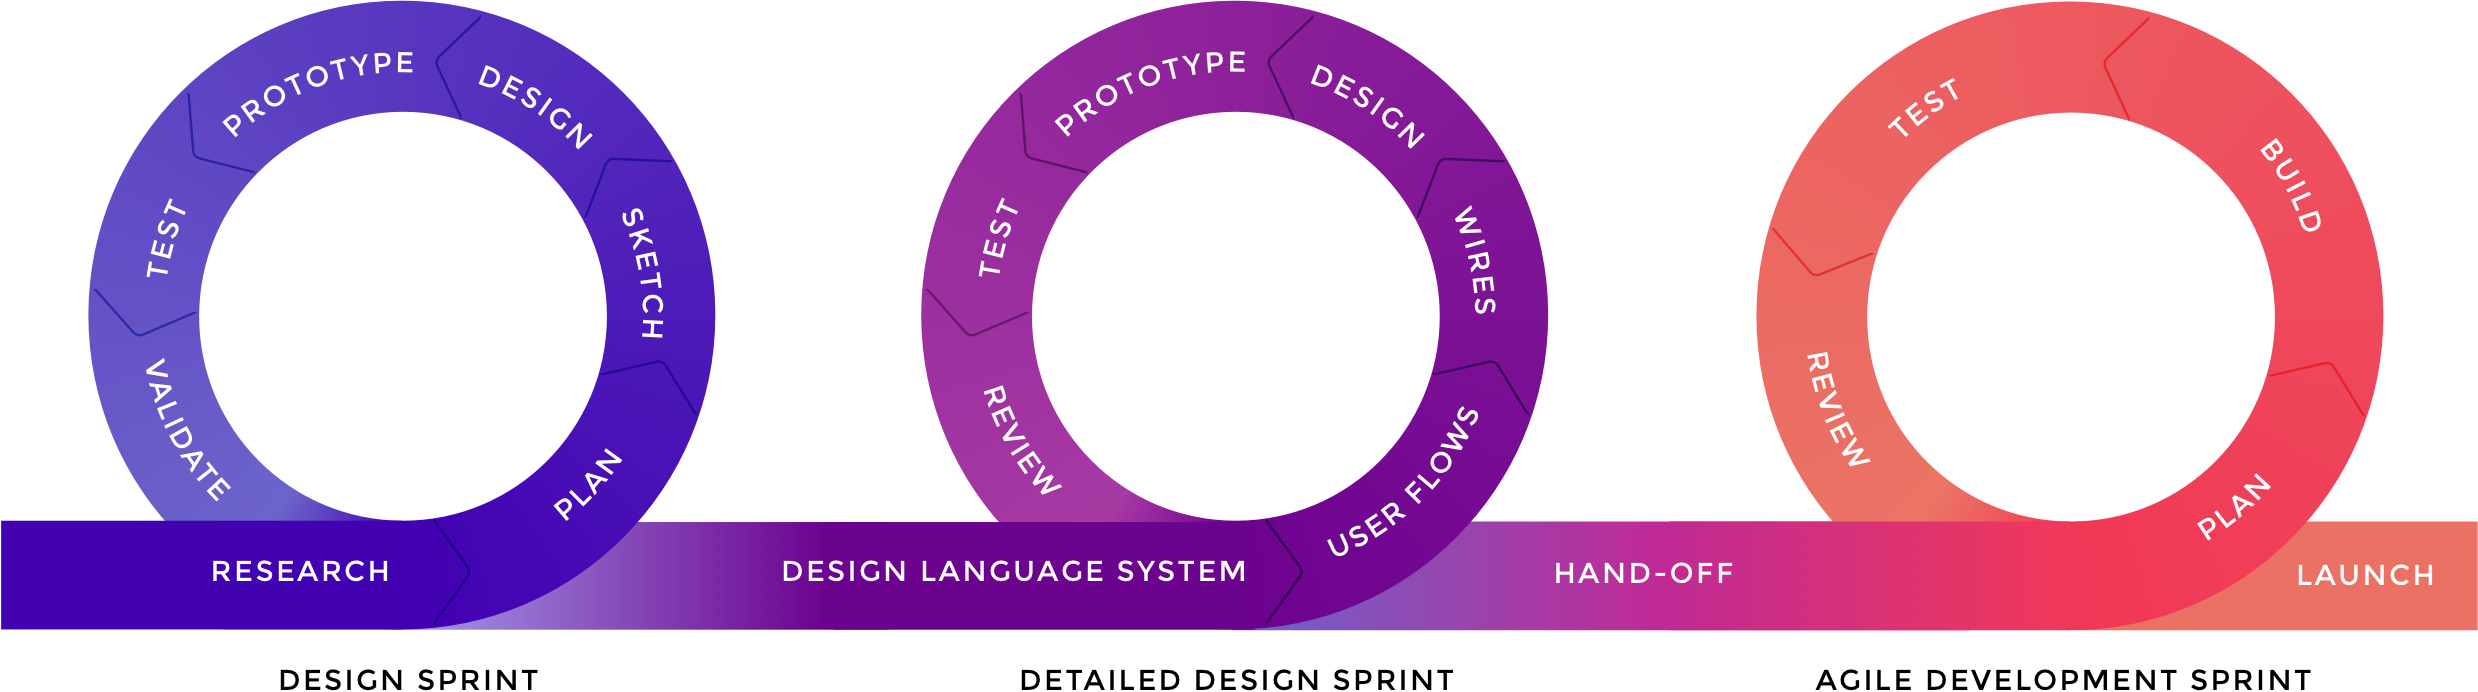 RESEARCH
PLAN
SKETCH
DESIGN
PROTOTYPE
TEST
VALIDATE
DESIGN SPRINT
DESIGN LANGUAGE SYSTEM
USER FLOWS
WIRES
DESIGN
PROTOTYPE
TEST
REVIEW
DETAILED DESIGN SPRINT
HAND-OFF
PLAN
BUILD
TEST
REVIEW
LAUNCH
AGILE DEVELOPMENT SPRINT